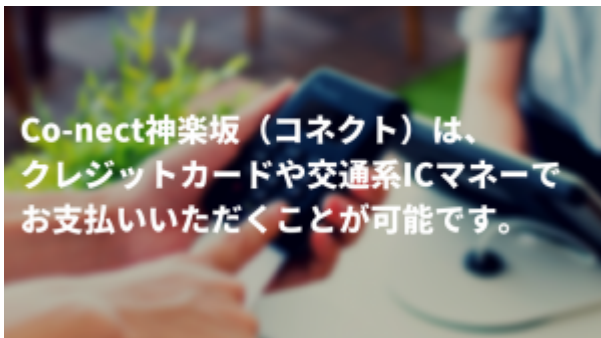 Co-nect神楽坂（コネクト）は、
クレジットカードや交通系ICマネーで
お支払いいただくことが可能です。